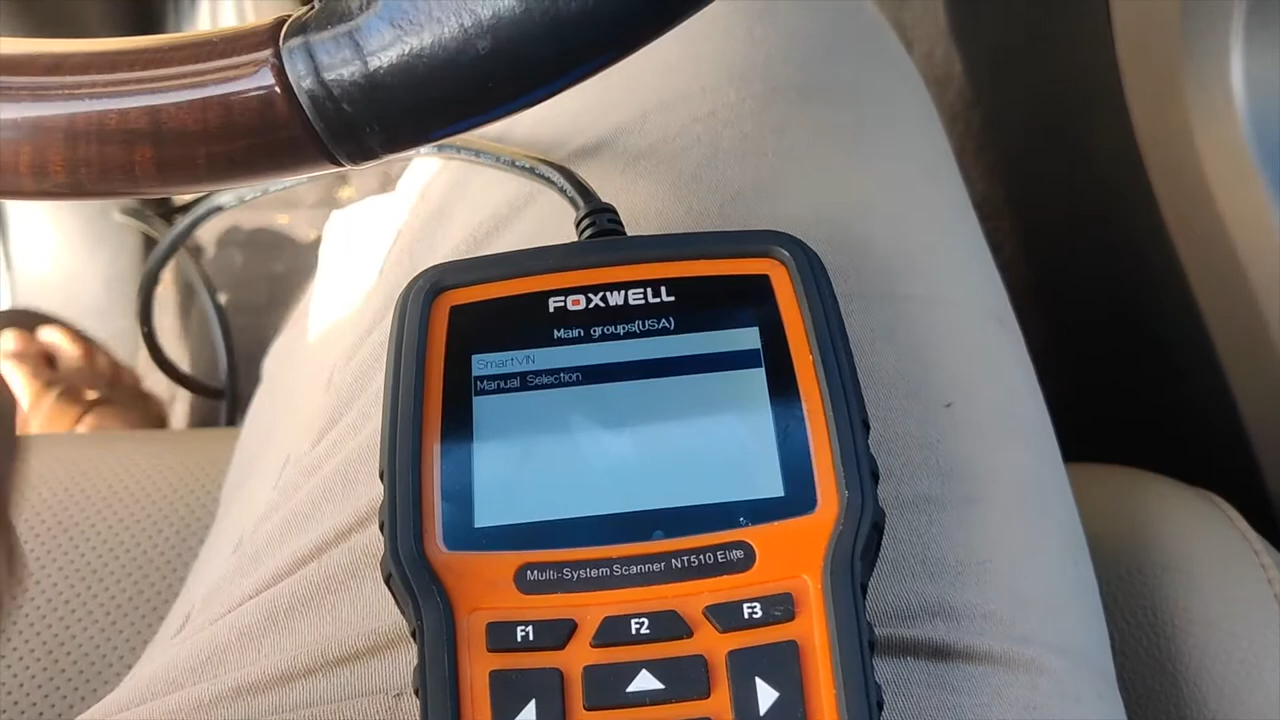 FOXWELL
Main groups(USA)
SmartVIN
Manual Selection
Multi-System Scanner NT510 Elite
F1
F2
F3